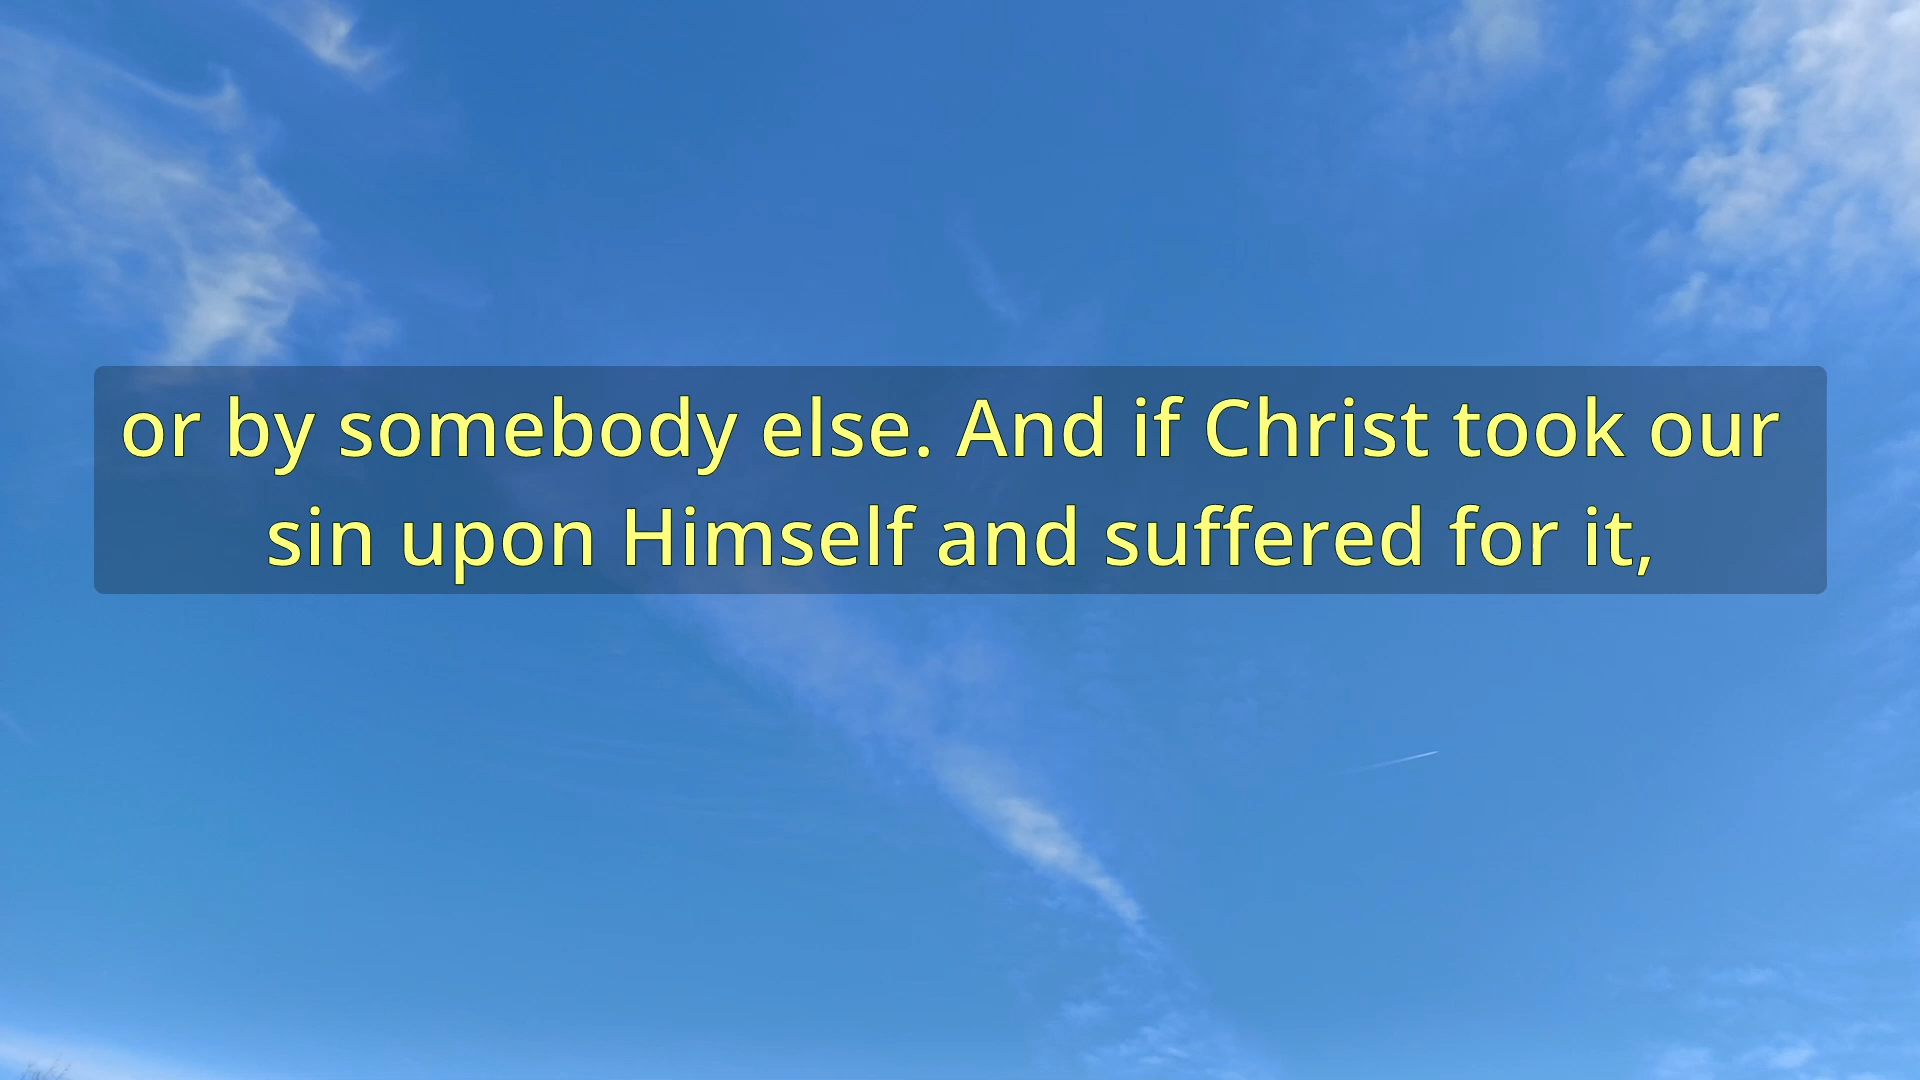 or by somebody else. And if Christ took our
sin upon Himself and suffered for it,